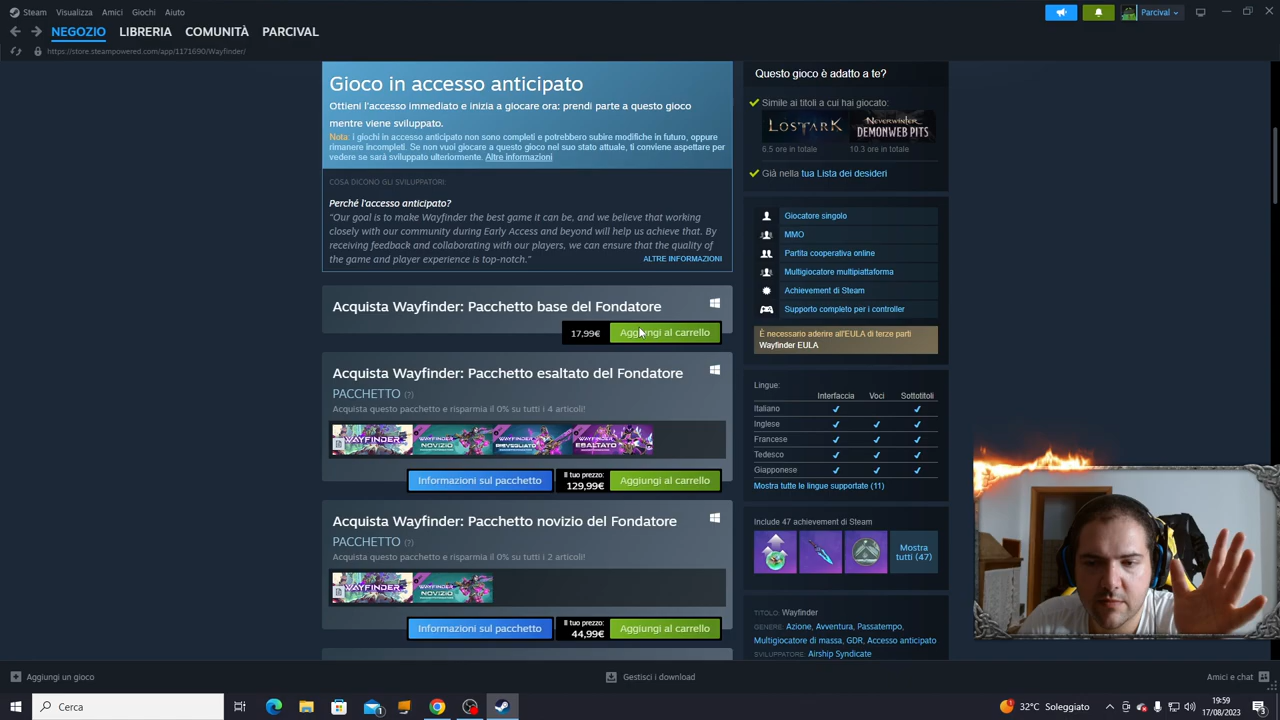 Steam Visualizza Amici Giochi Aiuto
Parcival
NEGOZIO LIBRERIA COMUNITÀ PARCIVAL
https://store.steampowered.com/app/1171690/Wayfinder/
Gioco in accesso anticipato
Ottieni l'accesso immediato e inizia a giocare ora: prendi parte a questo gioco
mentre viene sviluppato.
Nota: i giochi in accesso anticipato non sono completi e potrebbero subire modifiche in futuro, oppure
rimanere incompleti. Se non vuoi giocare a questo gioco nel suo stato attuale, ti conviene aspettare per
vedere se sarà sviluppato ulteriormente. Altre informazioni
COSA DICONO GLI SVILUPPATORI:
Perché l'accesso anticipato?
"Our goal is to make Wayfinder the best game it can be, and we believe that working
closely with our community during Early Access and beyond will help us achieve that. By
receiving feedback and collaborating with our players, we can ensure that the quality of
the game and player experience is top-notch."
ALTRE INFORMAZIONI
Acquista Wayfinder: Pacchetto base del Fondatore
17,99€ Aggiungi al carrello
Acquista Wayfinder: Pacchetto esaltato del Fondatore
PACCHETTO (?)
Acquista questo pacchetto e risparmia il 0% su tutti i 4 articoli!
WAYFINDER WAYFINDER NOVIZIO WAYFINDER RISVEGLIATO WAYFINDER ESALTATO
Informazioni sul pacchetto
Il tuo prezzo:
129,99€
Aggiungi al carrello
Acquista Wayfinder: Pacchetto novizio del Fondatore
PACCHETTO (?)
Acquista questo pacchetto e risparmia il 0% su tutti i 2 articoli!
WAYFINDER WAYFINDER NOVIZIO
Informazioni sul pacchetto
Il tuo prezzo:
44,99€
Aggiungi al carrello
Questo gioco è adatto a te?
Simile ai titoli a cui hai giocato:
LOST ARK NEVERWINTER DEMONWEB PITS
6.5 ore in totale 10.3 ore in totale
Già nella tua Lista dei desideri
Giocatore singolo
MMO
Partita cooperativa online
Multigiocatore multipiattaforma
Achievement di Steam
Supporto completo per i controller
È necessario aderire all'EULA di terze parti
Wayfinder EULA
Lingue:
Interfaccia Voci Sottotitoli
Italiano
Inglese
Francese
Tedesco
Giapponese
Mostra tutte le lingue supportate (11)
Include 47 achievement di Steam
Mostra
tutti (47)
TITOLO: Wayfinder
GENERE: Azione, Avventura, Passatempo,
Multigiocatore di massa, GDR, Accesso anticipato
SVILUPPATORE: Airship Syndicate
Aggiungi un gioco Gestisci i download Amici e chat
Cerca
1
32°C Soleggiato
19:59
17/08/2023